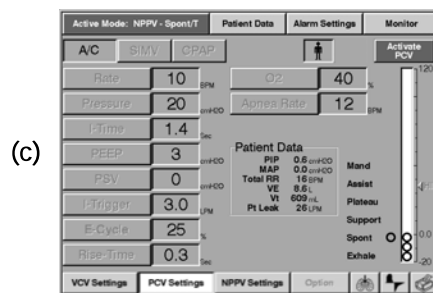 Active Mode: NPPV - Spont/T Patient Data Alarm Settings Monitor
A/C SIMV CPAP Activate PCV
Rate 10 BPM O2 40 %
Pressure 20 cmH2O Apnea Rate 12 BPM
I-Time 1.4 Sec
PEEP 3 cmH2O
PSV 0 cmH2O
I-Trigger 3.0 LPM
E-Cycle 25 %
Rise-Time 0.3 Sec
(c)
Patient Data
PIP 0.6 cmH2O
MAP 0.0 cmH2O
Total RR 16 BPM
VE 8.6 L
Vt 609 mL
Pt Leak 26 LPM
Mand
Assist
Plateau
Support
Spont
Exhale
120
0.0
-20
VCV Settings PCV Settings NPPV Settings Option